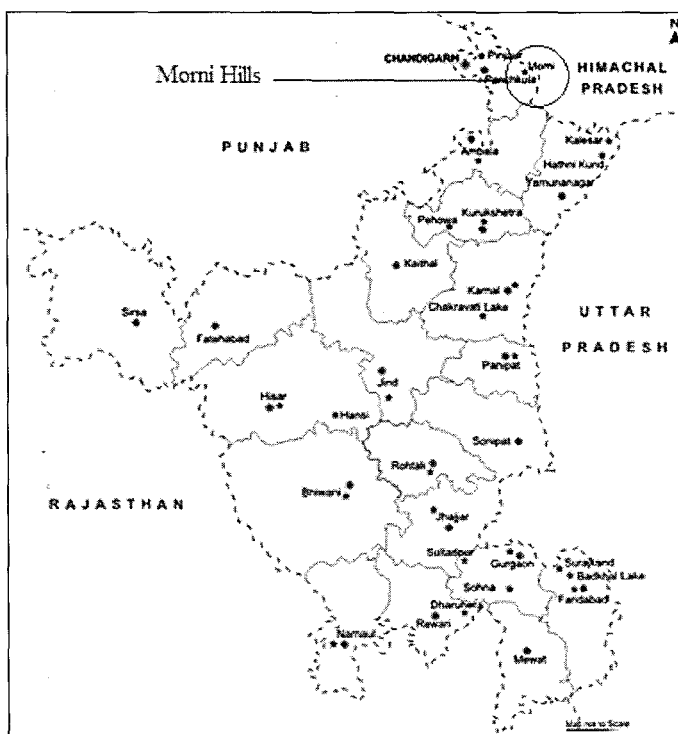 N
CHANDIGARH
Pinjore
Morni
Morni Hills
Panchkula
HIMACHAL
PRADESH
PUNJAB
Ambala
Kalesar
Hathni Kund
Yamunanagar
Kurukshetra
Pehowa
Kaithal
Karnal
Chakravati Lake
UTTAR
PRADESH
Sirsa
Fatehabad
Panipat
Jind
Hisar
Hansi
Sonipat
Rohtak
RAJASTHAN
Bhiwani
Jhajjar
Sultanpur
Gurgaon
Surajkund
Badkhal Lake
Sohna
Faridabad
Dharuhera
Rewari
Narnaul
Mewat
Map not to Scale